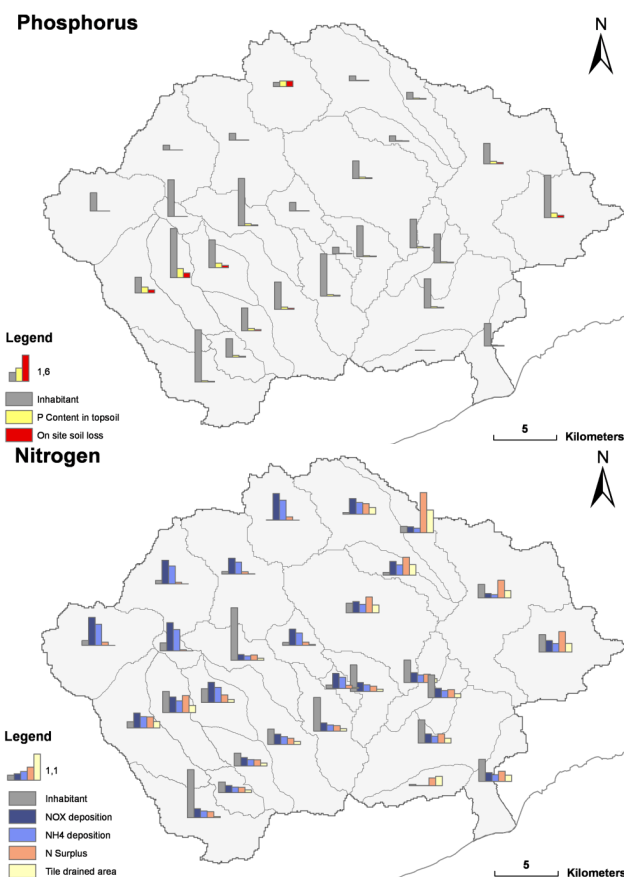 Phosphorus
N
Legend
1,6
Inhabitant
P Content in topsoil
On site soil loss
5
Kilometers
Nitrogen
N
Legend
1,1
Inhabitant
NOX deposition
NH4 deposition
N Surplus
Tile drained area
5
Kilometers